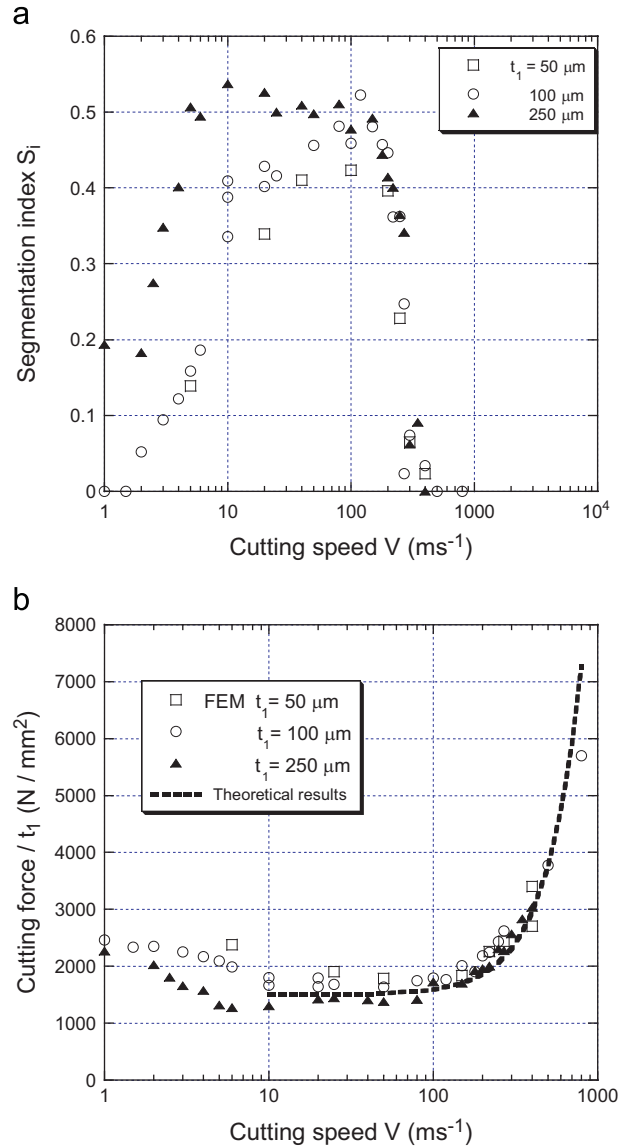 a
0.6
0.5
0.4
0.3
0.2
0.1
0
Segmentation index Sᵢ
t₁ = 50 μm
100 μm
250 μm
1 10 100 1000 10⁴
Cutting speed V (ms⁻¹)
b
8000
7000
6000
5000
4000
3000
2000
1000
0
Cutting force / t₁ (N / mm²)
FEM t₁= 50 μm
t₁= 100 μm
t₁= 250 μm
Theoretical results
1 10 100 1000
Cutting speed V (ms⁻¹)